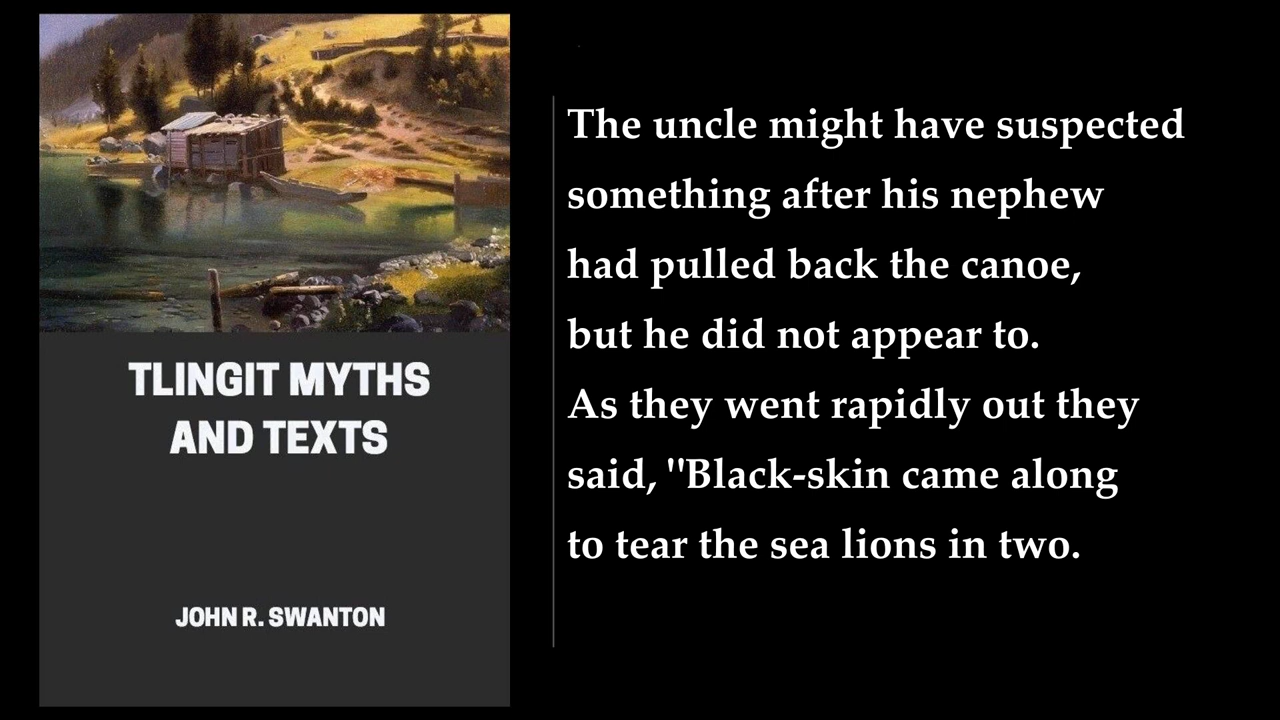 TLINGIT MYTHS
AND TEXTS
JOHN R. SWANTON
The uncle might have suspected
something after his nephew
had pulled back the canoe,
but he did not appear to.
As they went rapidly out they
said, "Black-skin came along
to tear the sea lions in two.